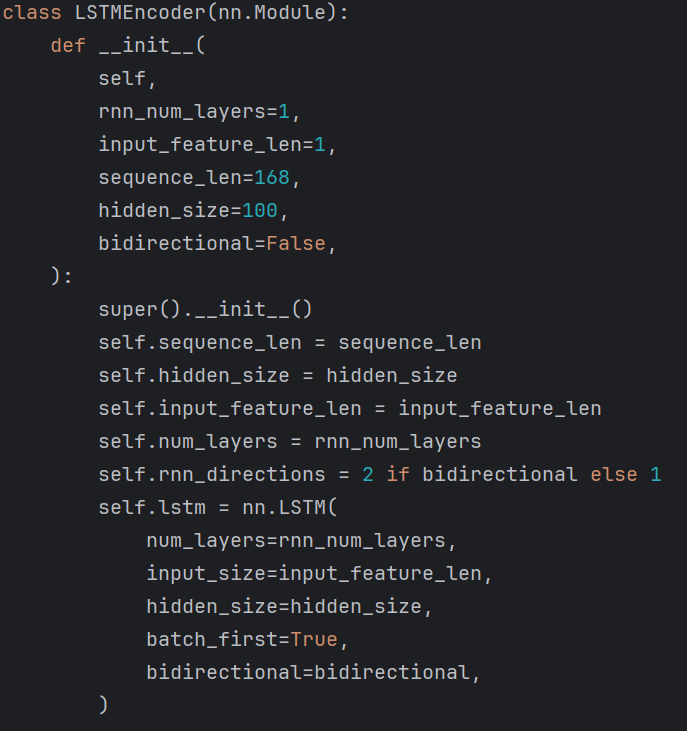 class LSTMEncoder(nn.Module):
    def __init__(
        self,
        rnn_num_layers=1,
        input_feature_len=1,
        sequence_len=168,
        hidden_size=100,
        bidirectional=False,
    ):
        super().__init__()
        self.sequence_len = sequence_len
        self.hidden_size = hidden_size
        self.input_feature_len = input_feature_len
        self.num_layers = rnn_num_layers
        self.rnn_directions = 2 if bidirectional else 1
        self.lstm = nn.LSTM(
            num_layers=rnn_num_layers,
            input_size=input_feature_len,
            hidden_size=hidden_size,
            batch_first=True,
            bidirectional=bidirectional,
        )